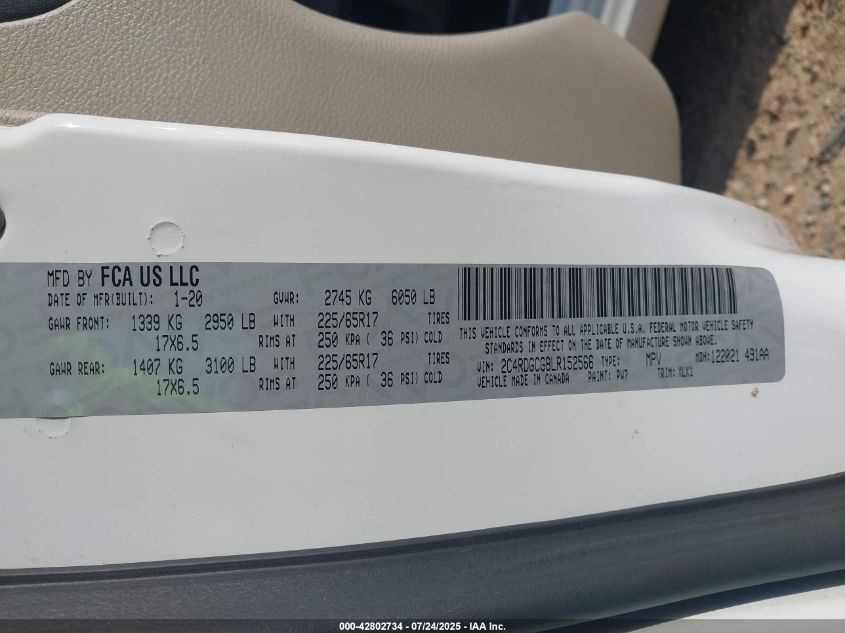 MFD BY FCA US LLC
DATE OF MFR(BUILT): 1-20 GVWR: 2745 KG 6050 LB
GAWR FRONT: 1339 KG 2950 LB WITH 225/65R17 TIRES
17X6.5 RIMS AT 250 KPA ( 36 PSI) COLD
GAWR REAR: 1407 KG 3100 LB WITH 225/65R17 TIRES
17X6.5 RIMS AT 250 KPA ( 36 PSI) COLD
THIS VEHICLE CONFORMS TO ALL APPLICABLE U.S.A. FEDERAL MOTOR VEHICLE SAFETY
STANDARDS IN EFFECT ON THE DATE OF MANUFACTURE SHOWN ABOVE.
VIN: 2C4RDGCG8LR152566 TYPE: MPV MDH: 122021 491AA
VEHICLE MADE IN CANADA PAINT: PW7 TRIM: XLX1
000-42802734 / 07/24/2025 - IAA Inc.